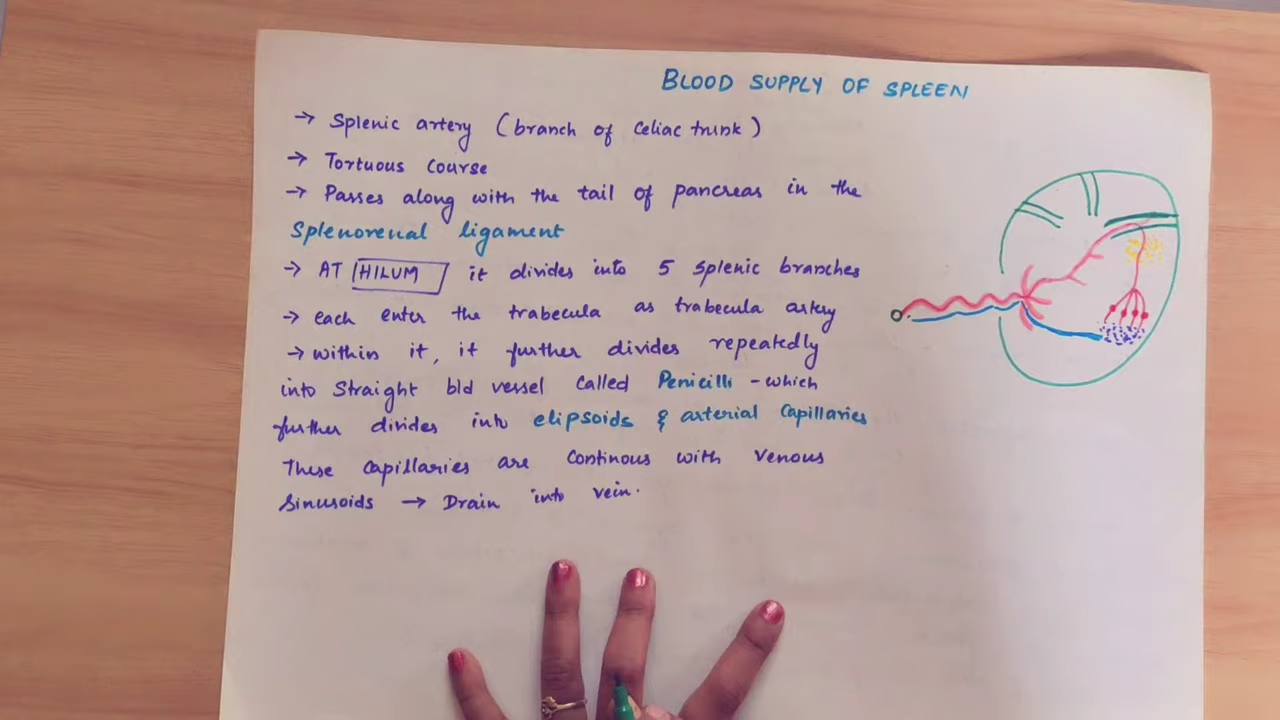 BLOOD SUPPLY OF SPLEEN
→ Splenic artery (branch of Celiac trunk)
→ Tortuous Course
→ Passes along with the tail of pancreas in the
Splenorenal ligament
→ AT HILUM it divides into 5 Splenic branches
→ each enter the trabecula as trabecula artery
→ within it, it further divides repeatedly
into Straight bld vessel Called Penicilli - which
further divides into elipsoids & arterial Capillaries
These Capillaries are Continous with Venous
Sinusoids → Drain into vein.